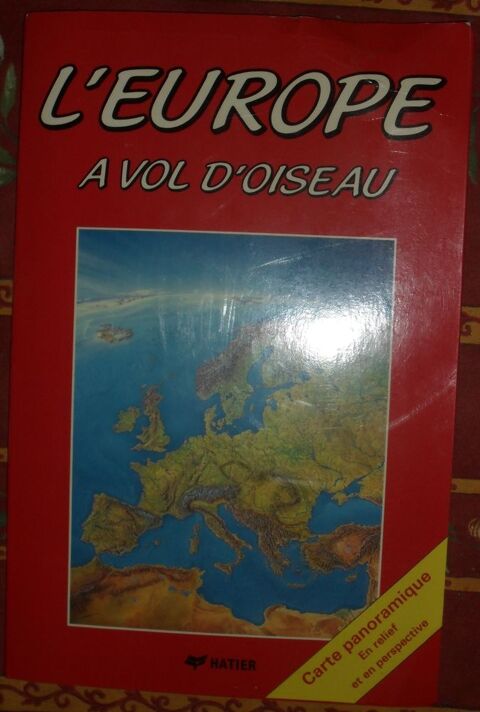 L'EUROPE
A VOL D'OISEAU
Carte panoramique
En relief
et en perspective
HATIER